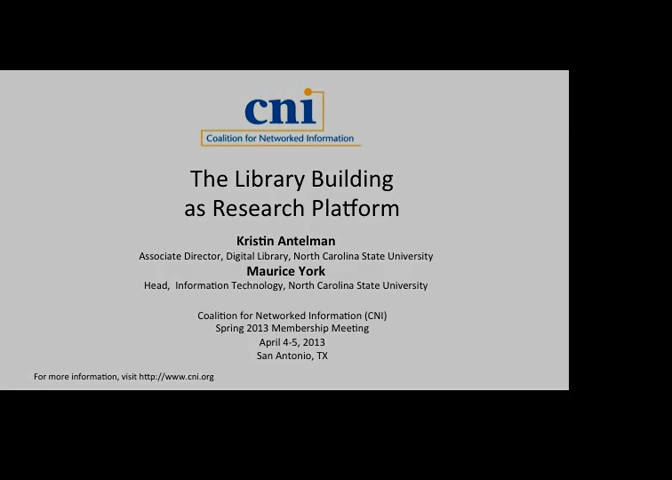 cni
Coalition for Networked Information
The Library Building
as Research Platform
Kristin Antelman
Associate Director, Digital Library, North Carolina State University
Maurice York
Head, Information Technology, North Carolina State University
Coalition for Networked Information (CNI)
Spring 2013 Membership Meeting
April 4-5, 2013
San Antonio, TX
For more information, visit http://www.cni.org